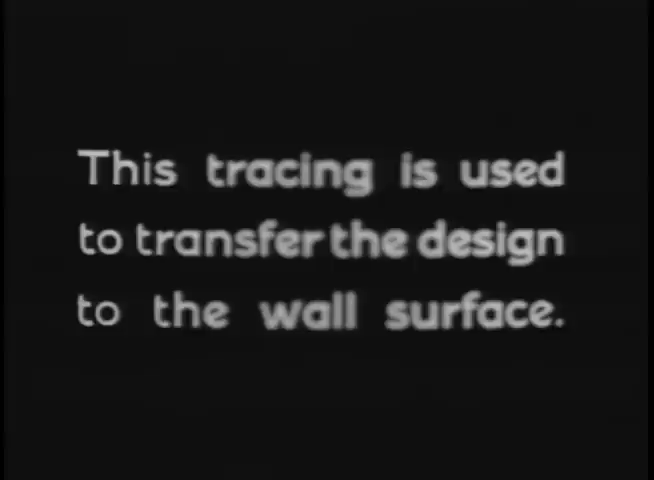 This tracing is used
to transfer the design
to the wall surface.